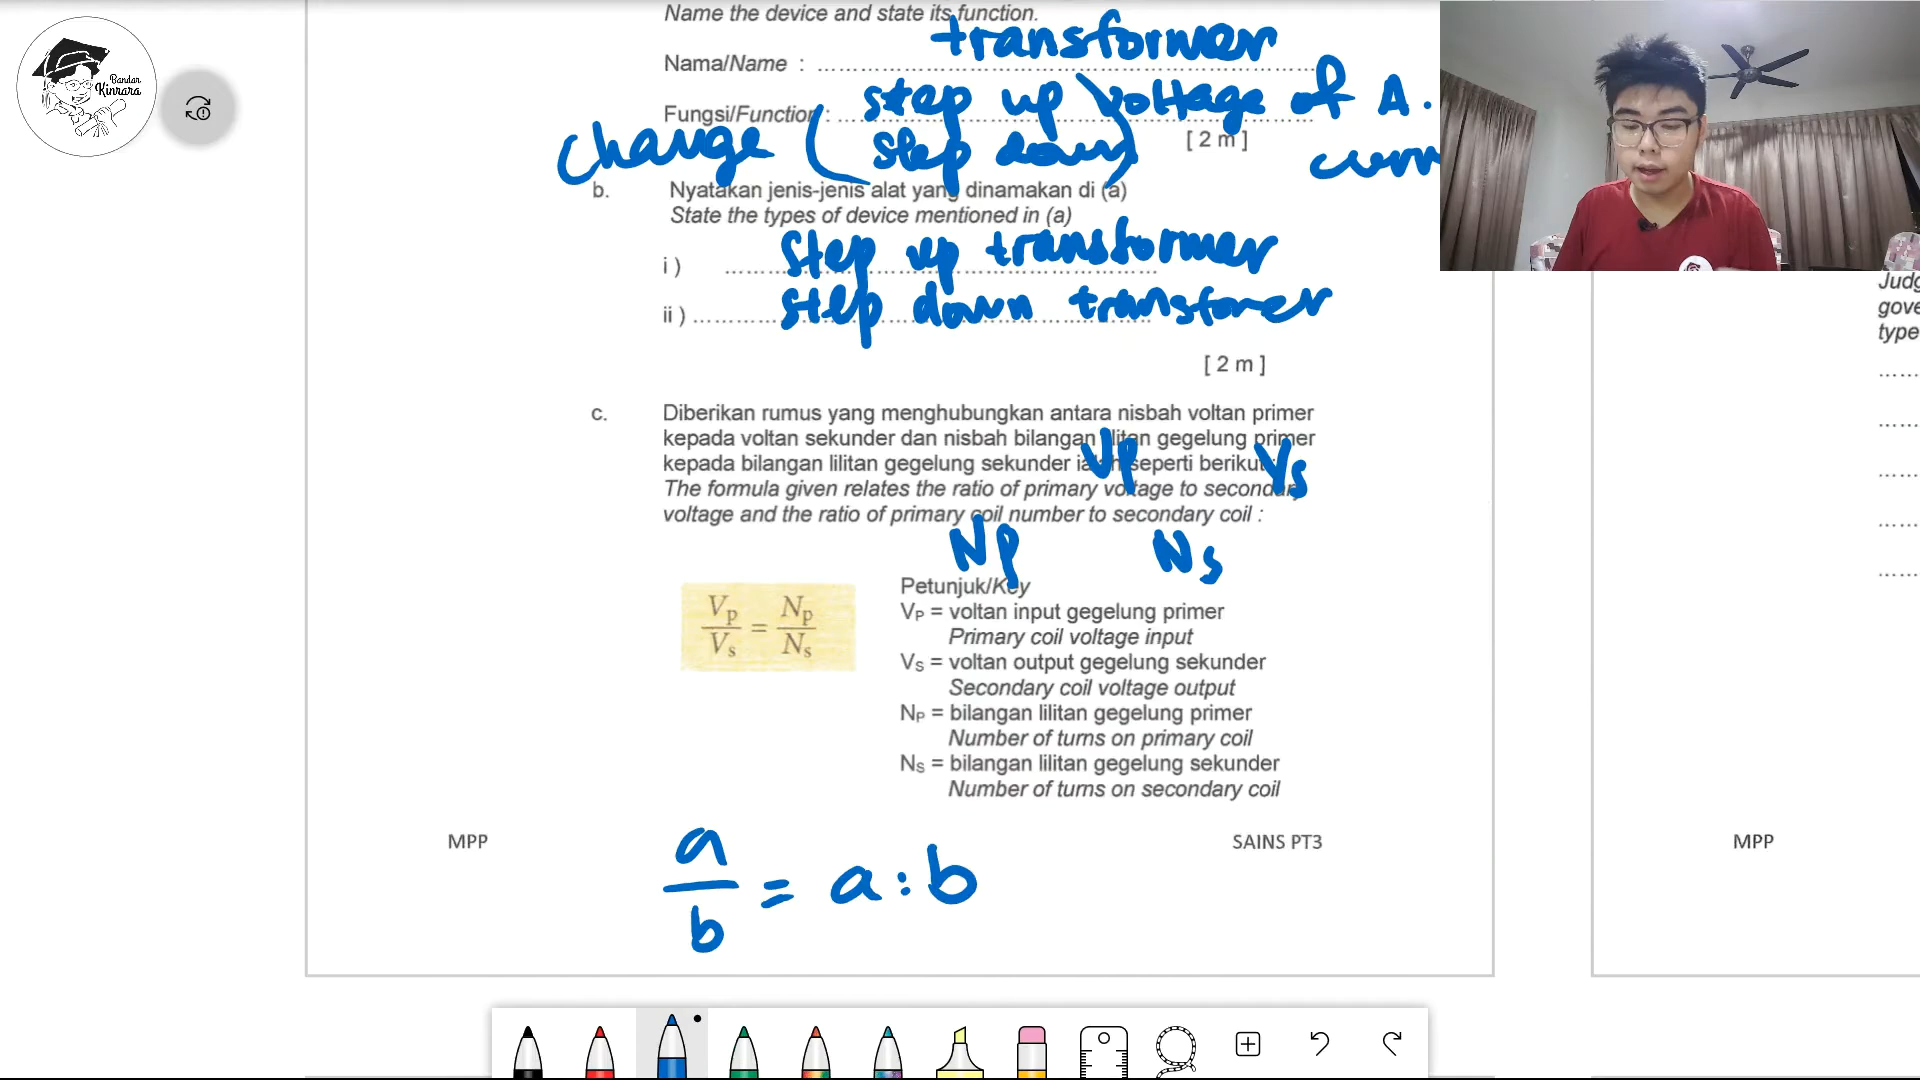 Bandar
Kinrara
Name the device and state its function.
transformer
Nama/Name : ........................................
step up voltage of A.
Fungsi/Function : ........................................
change ( step down )
[ 2 m ]
b. Nyatakan jenis-jenis alat yang dinamakan di (a)
State the types of device mentioned in (a)
step up transformer
i ) ........................................
step down transfomer
ii ) ........................................
[ 2 m ]
c. Diberikan rumus yang menghubungkan antara nisbah voltan primer
kepada voltan sekunder dan nisbah bilangan lilitan gegelung primer
kepada bilangan lilitan gegelung sekunder ialah seperti berikut
Vp Vs
The formula given relates the ratio of primary voltage to secondary
voltage and the ratio of primary coil number to secondary coil :
Np Ns
Vp/Vs = Np/Ns
Petunjuk/Key
VP = voltan input gegelung primer
Primary coil voltage input
VS = voltan output gegelung sekunder
Secondary coil voltage output
NP = bilangan lilitan gegelung primer
Number of turns on primary coil
NS = bilangan lilitan gegelung sekunder
Number of turns on secondary coil
MPP SAINS PT3
a/b = a : b
type
MPP